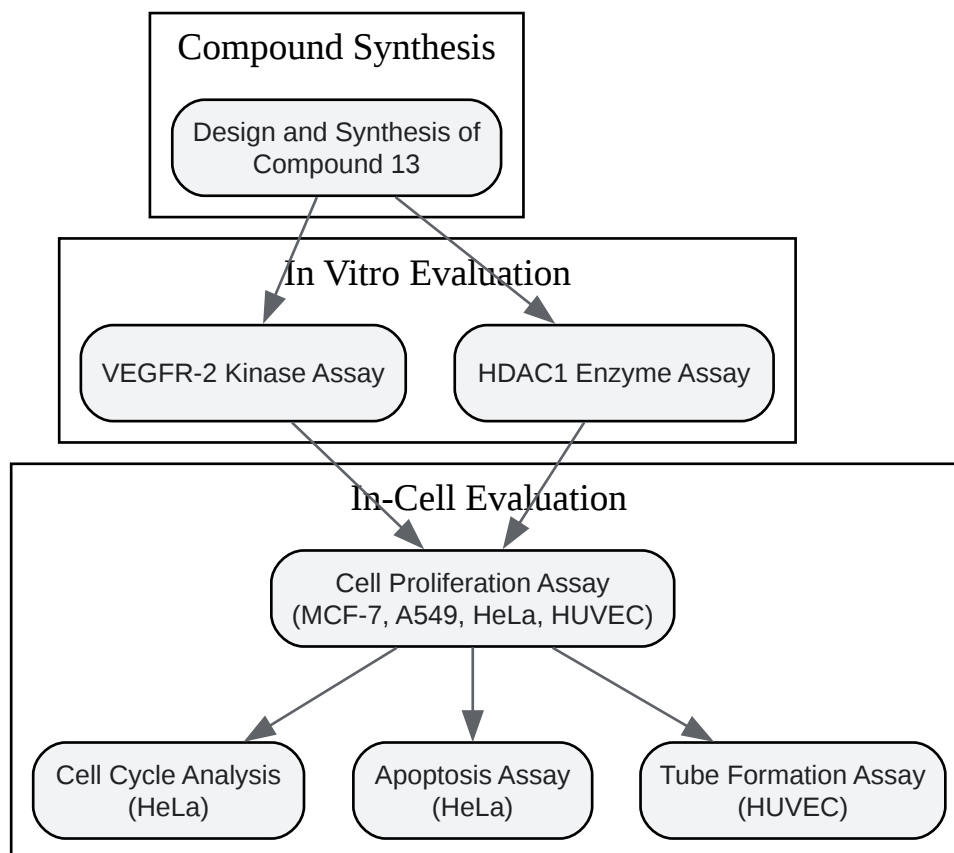 Compound Synthesis
Design and Synthesis of
Compound 13
In Vitro Evaluation
VEGFR-2 Kinase Assay
HDAC1 Enzyme Assay
In-Cell Evaluation
Cell Proliferation Assay
(MCF-7, A549, HeLa, HUVEC)
Cell Cycle Analysis
(HeLa)
Apoptosis Assay
(HeLa)
Tube Formation Assay
(HUVEC)